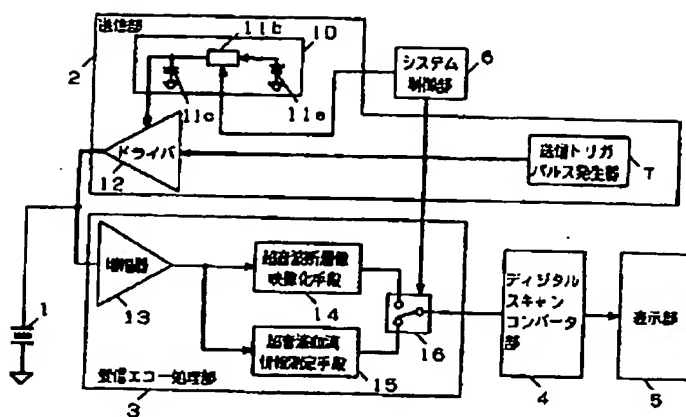 送信部
2
11b
10
11c
11a
システム
制御部
6
ドライバ
12
送信トリガ
パルス発生器
7
増幅器
13
超音波断層像
映像化手段
14
超音波血流
情報測定手段
15
16
ディジタル
スキャン
コンバータ
部
4
表示部
5
1
受信エコー処理部
3